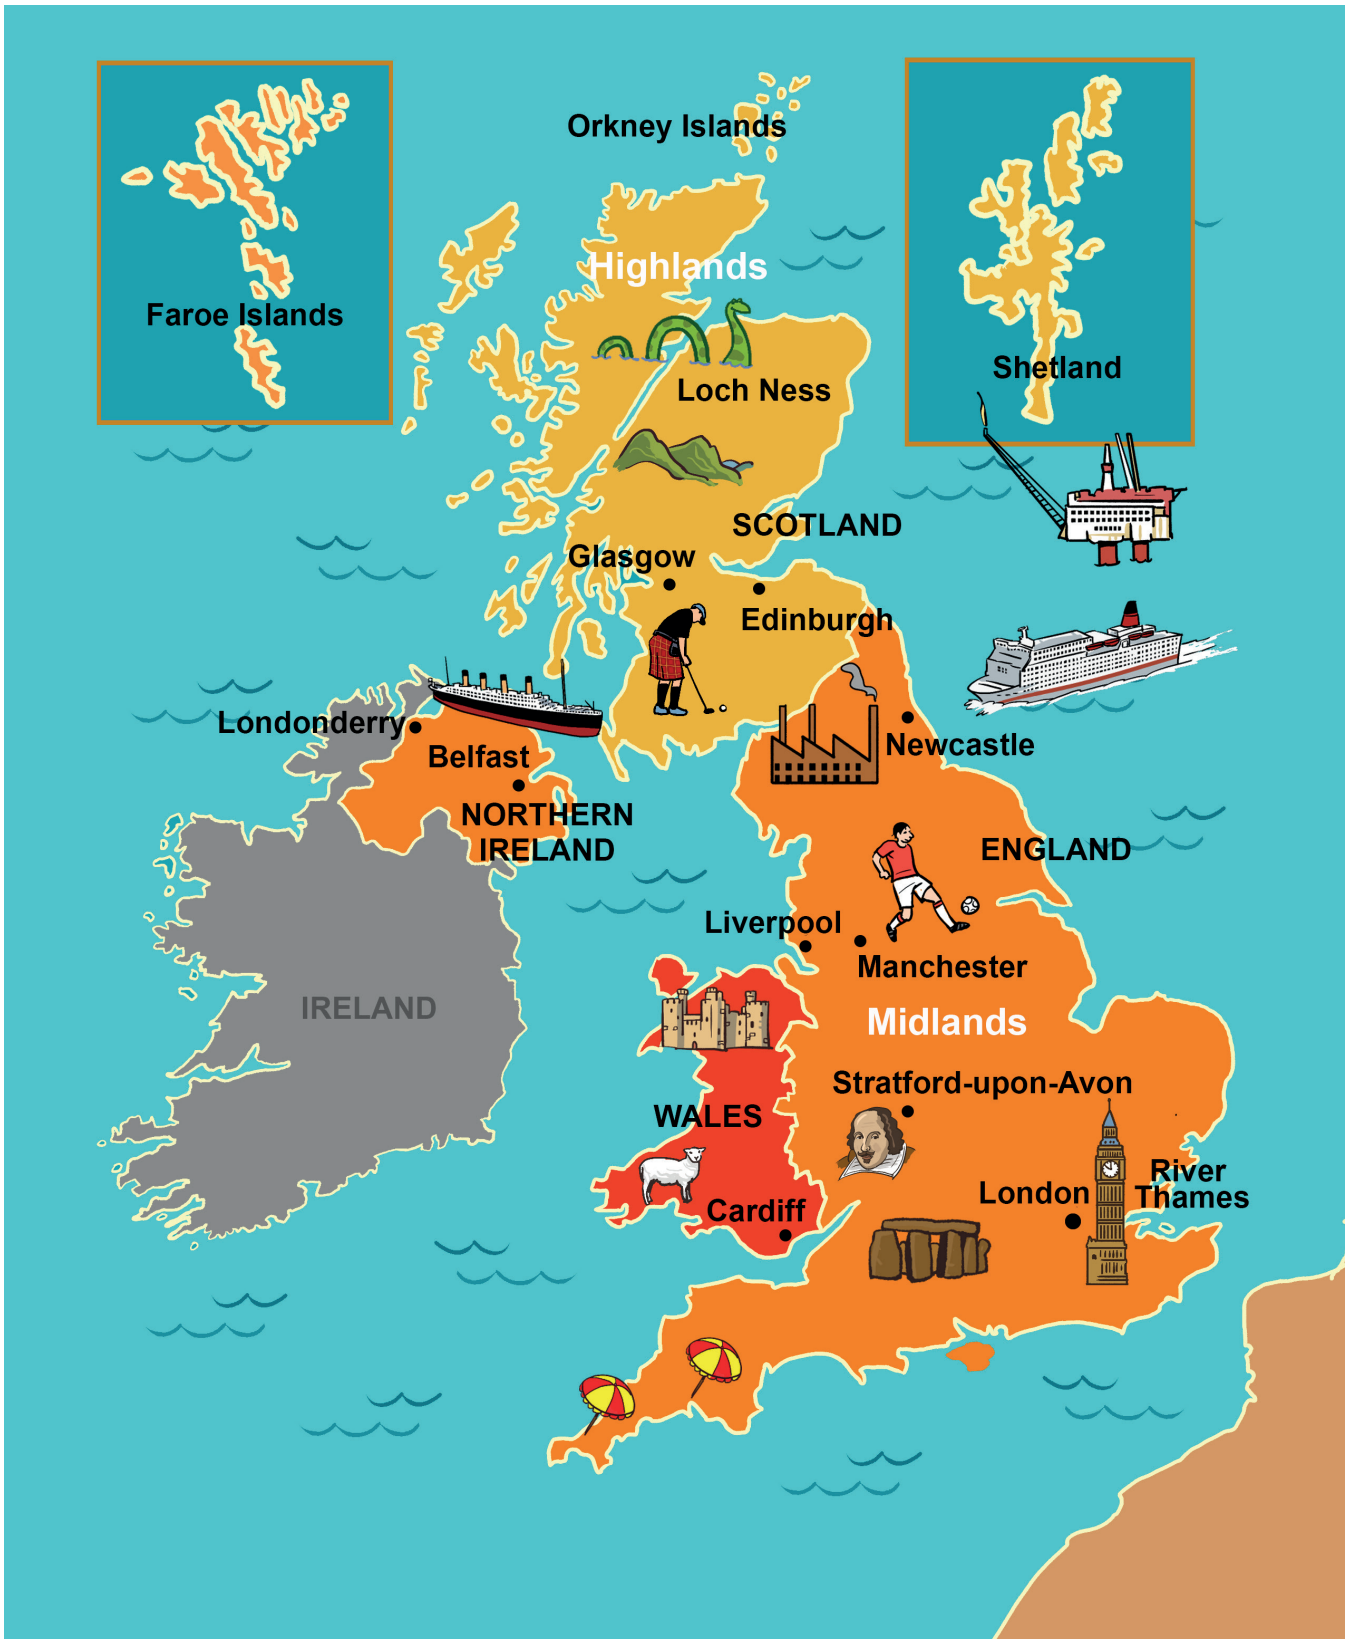 Orkney Islands
Highlands
Faroe Islands
Shetland
Loch Ness
SCOTLAND
Glasgow
Edinburgh
Londonderry
Belfast
Newcastle
NORTHERN
IRELAND
ENGLAND
Liverpool
Manchester
IRELAND
Midlands
Stratford-upon-Avon
WALES
River
Thames
London
Cardiff